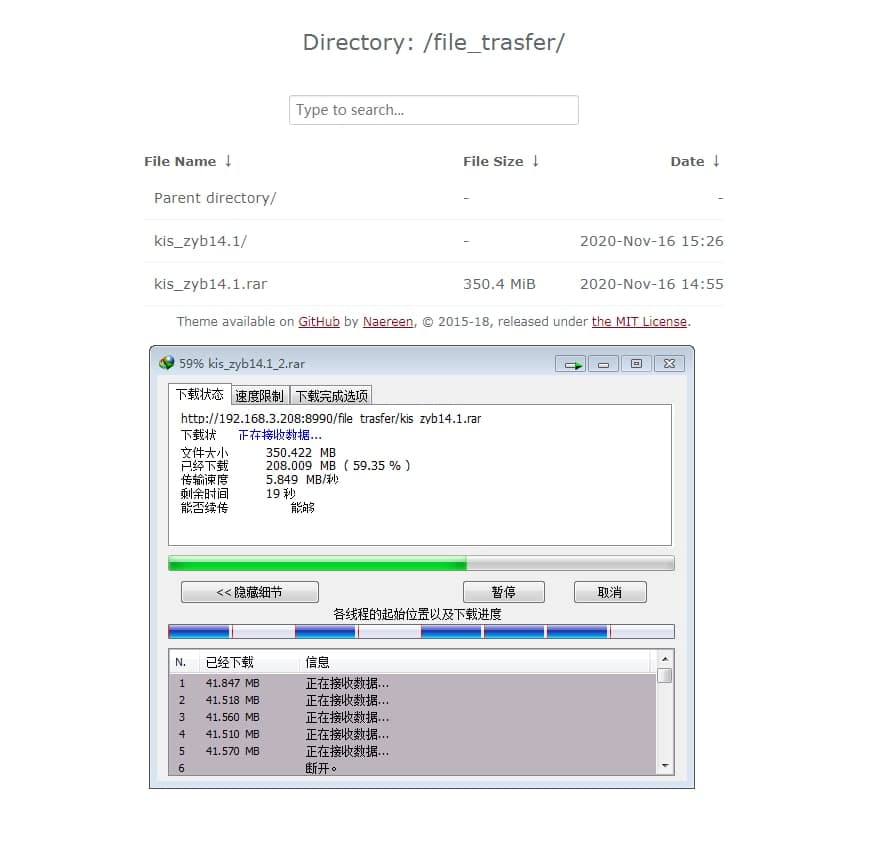 Directory: /file_trasfer/
Type to search...
File Name ↓ File Size ↓ Date ↓
Parent directory/ - -
kis_zyb14.1/ - 2020-Nov-16 15:26
kis_zyb14.1.rar 350.4 MiB 2020-Nov-16 14:55
Theme available on GitHub by Naereen, © 2015-18, released under the MIT License.
59% kis_zyb14.1_2.rar
下载状态 速度限制 下载完成选项
http://192.168.3.208:8990/file_trasfer/kis_zyb14.1.rar
下载状 正在接收数据...
文件大小 350.422 MB
已经下载 208.009 MB ( 59.35 % )
传输速度 5.849 MB/秒
剩余时间 19 秒
能否续传 能够
<< 隐藏细节 暂停 取消
各线程的起始位置以及下载进度
N. 已经下载 信息
1 41.847 MB 正在接收数据...
2 41.518 MB 正在接收数据...
3 41.560 MB 正在接收数据...
4 41.510 MB 正在接收数据...
5 41.570 MB 正在接收数据...
6 断开。